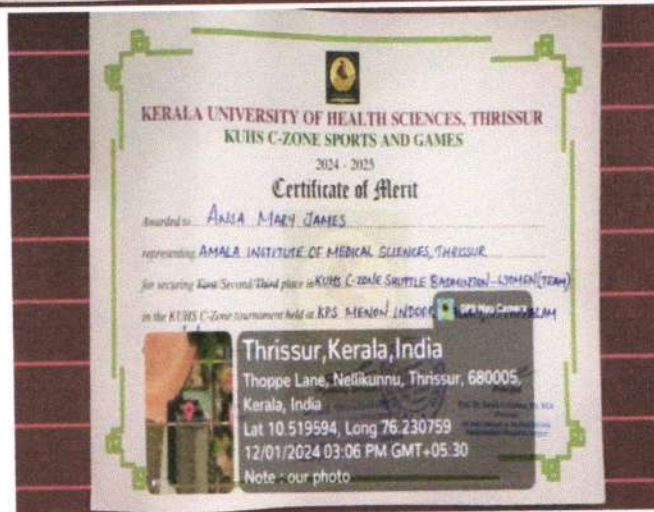 KERALA UNIVERSITY OF HEALTH SCIENCES, THRISSUR
KUHS C-ZONE SPORTS AND GAMES
2024 - 2025
Certificate of Merit
Awarded to ANSA MARY JAMES
representing AMALA INSTITUTE OF MEDICAL SCIENCES, THRISSUR
for securing First/Second/Third place in KUHS C-ZONE SHUTTLE BADMINTON-WOMEN(TEAM)
in the KUHS C-Zone tournament held at KPS MENON INDOOR
GPS Map Camera
Thrissur,Kerala,India
Thoppe Lane, Nellikunnu, Thrissur, 680005,
Kerala, India
Lat 10.519594, Long 76.230759
12/01/2024 03:06 PM GMT+05:30
Note : our photo